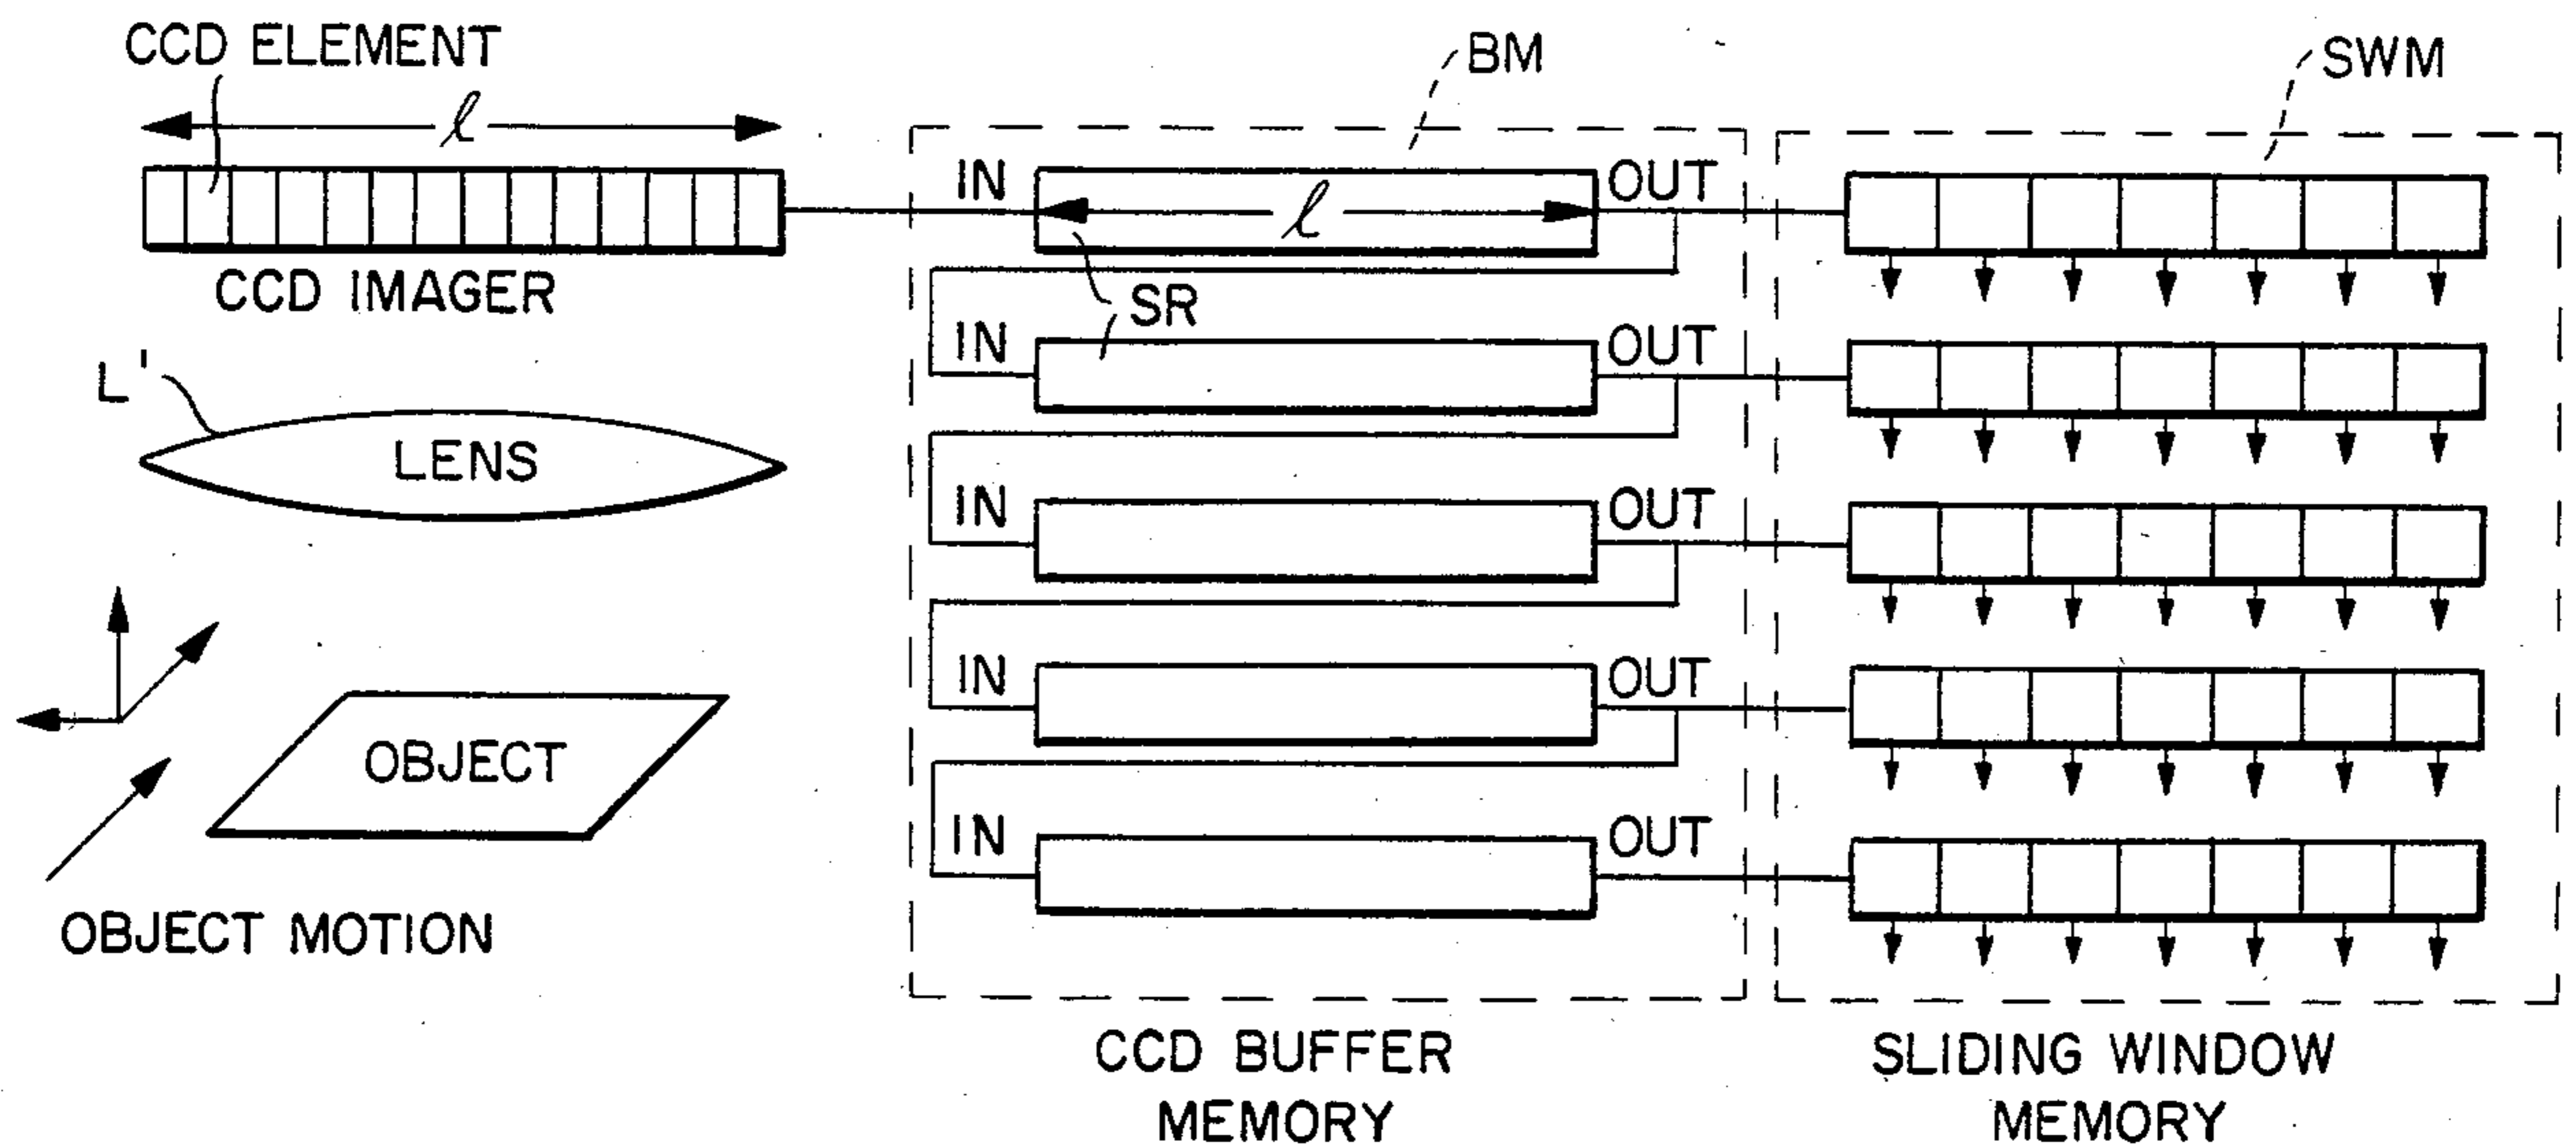 CCD ELEMENT
ℓ
CCD IMAGER
L'
LENS
OBJECT
OBJECT MOTION
BM
IN
ℓ
OUT
SR
IN
OUT
IN
OUT
IN
OUT
IN
OUT
CCD BUFFER
MEMORY
SWM
SLIDING WINDOW
MEMORY